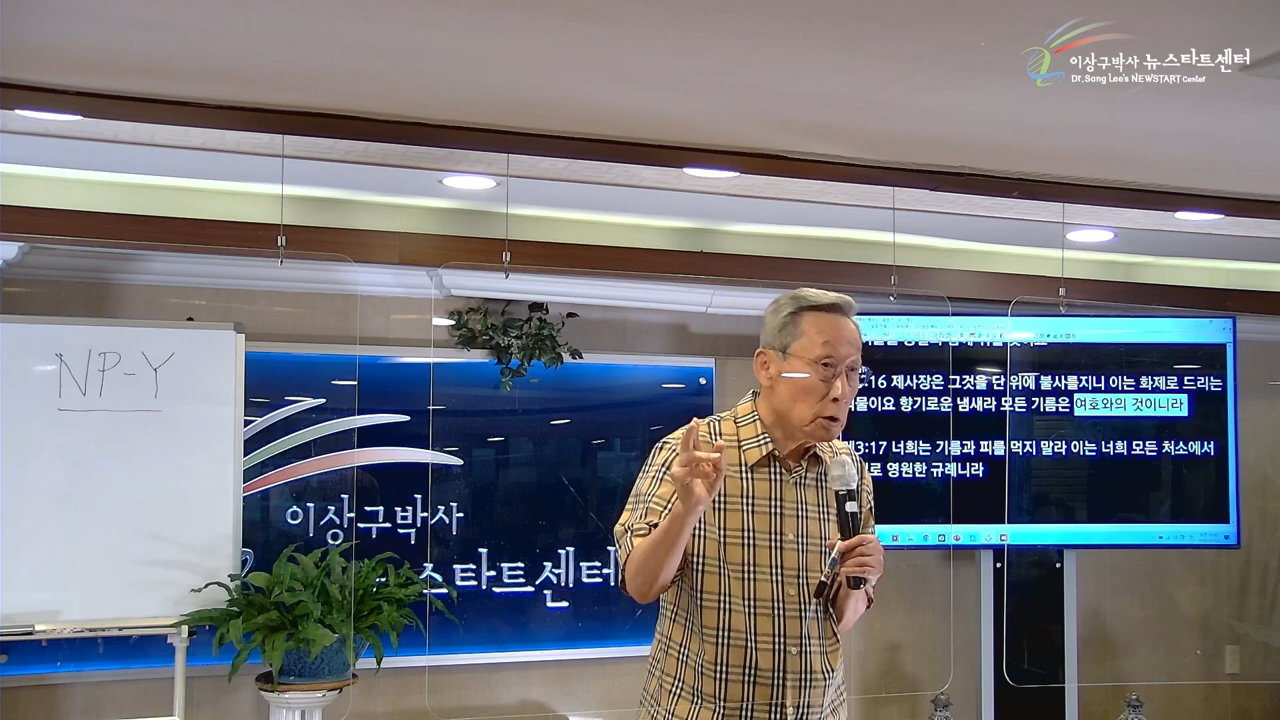 이상구박사 뉴스타트센터
Dr. Sang Lee's NEWSTART Center
NP-Y
이상구박사
스타트센터
:16 제사장은 그것을 단 위에 불사를지니 이는 화제로 드리는
물이요 향기로운 냄새라 모든 기름은 여호와의 것이니라
3:17 너희는 기름과 피를 먹지 말라 이는 너희 모든 처소에서
로 영원한 규례니라